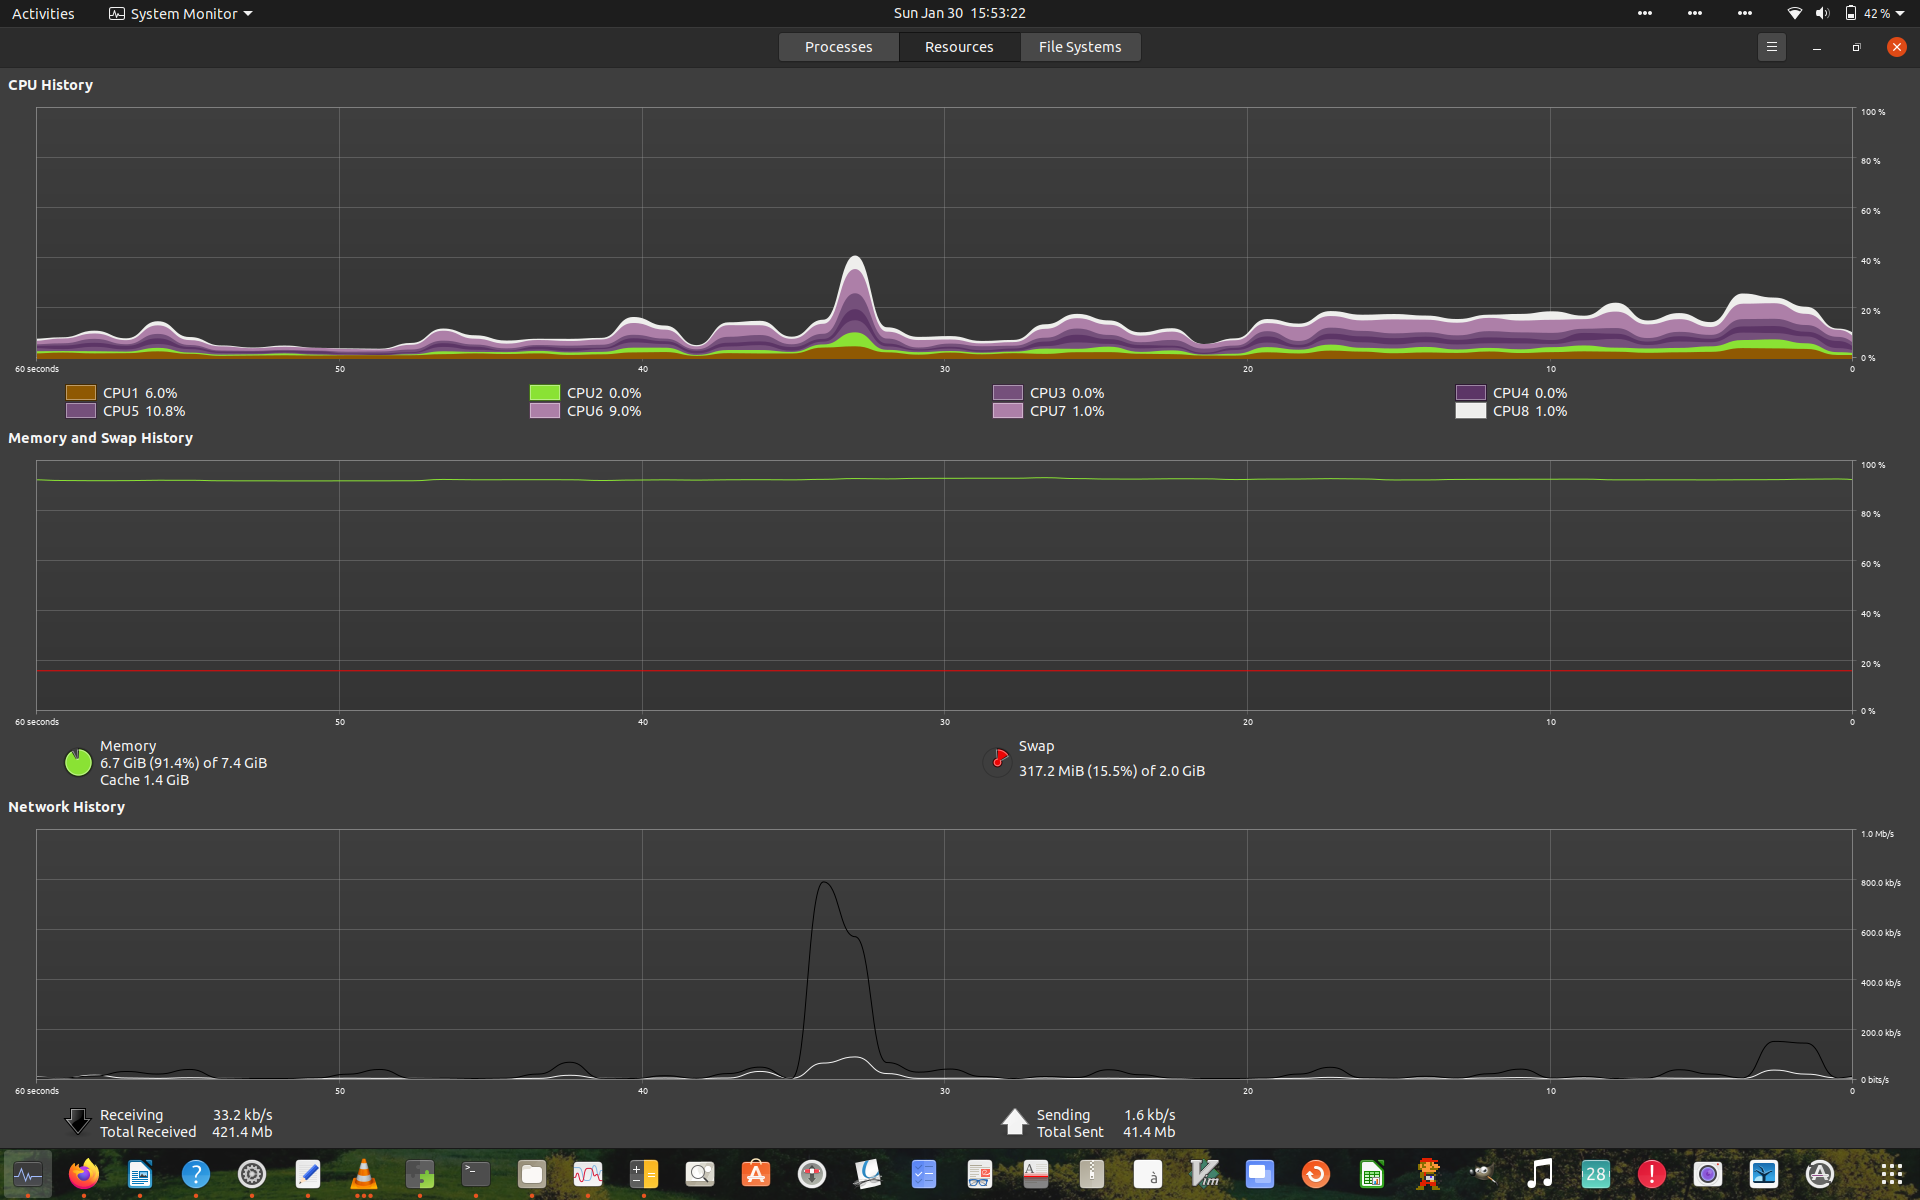 Activities System Monitor Sun Jan 30 15:53:22 42 %
Processes Resources File Systems
CPU History
100 %
80 %
60 %
40 %
20 %
0 %
60 seconds 50 40 30 20 10 0
CPU1 6.0% CPU2 0.0% CPU3 0.0% CPU4 0.0%
CPU5 10.8% CPU6 9.0% CPU7 1.0% CPU8 1.0%
Memory and Swap History
100 %
80 %
60 %
40 %
20 %
0 %
60 seconds 50 40 30 20 10 0
Memory
6.7 GiB (91.4%) of 7.4 GiB
Cache 1.4 GiB
Swap
317.2 MiB (15.5%) of 2.0 GiB
Network History
1.0 Mb/s
800.0 kb/s
600.0 kb/s
400.0 kb/s
200.0 kb/s
0 bits/s
60 seconds 50 40 30 20 10 0
Receiving 33.2 kb/s
Total Received 421.4 Mb
Sending 1.6 kb/s
Total Sent 41.4 Mb
? >_ A à Vim 28 !